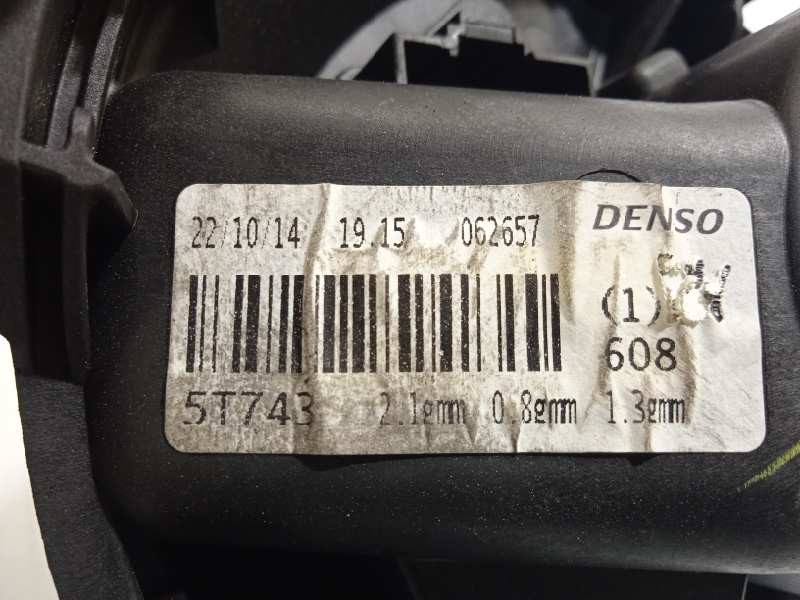 22/10/14 19.15 062657 DENSO
(1)
608
5T743 2.1gmm 0.8gmm 1.3gmm